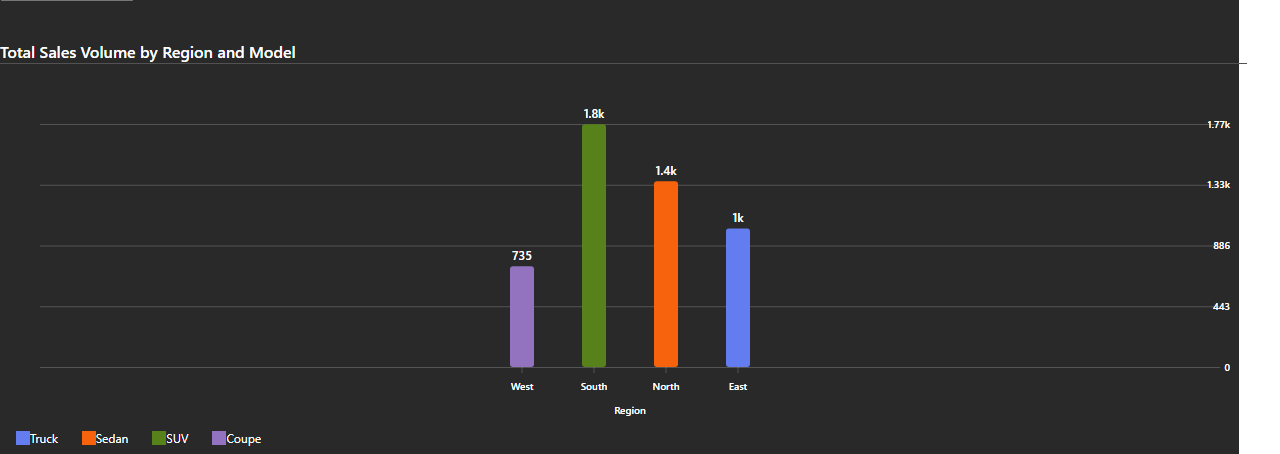 Total Sales Volume by Region and Model
1.8k
1.77k
1.4k
1.33k
1k
735
886
443
0
West South North East
Region
Truck Sedan SUV Coupe